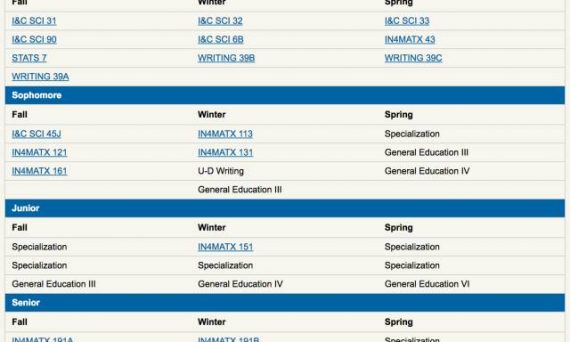 Fall Winter Spring
I&C SCI 31 I&C SCI 32 I&C SCI 33
I&C SCI 90 I&C SCI 6B IN4MATX 43
STATS 7 WRITING 39B WRITING 39C
WRITING 39A
Sophomore
Fall Winter Spring
I&C SCI 45J IN4MATX 113 Specialization
IN4MATX 121 IN4MATX 131 General Education III
IN4MATX 161 U-D Writing General Education IV
General Education III
Junior
Fall Winter Spring
Specialization IN4MATX 151 Specialization
Specialization Specialization Specialization
General Education III General Education IV General Education VI
Senior
Fall Winter Spring
IN4MATX 191A IN4MATX 191B Specialization